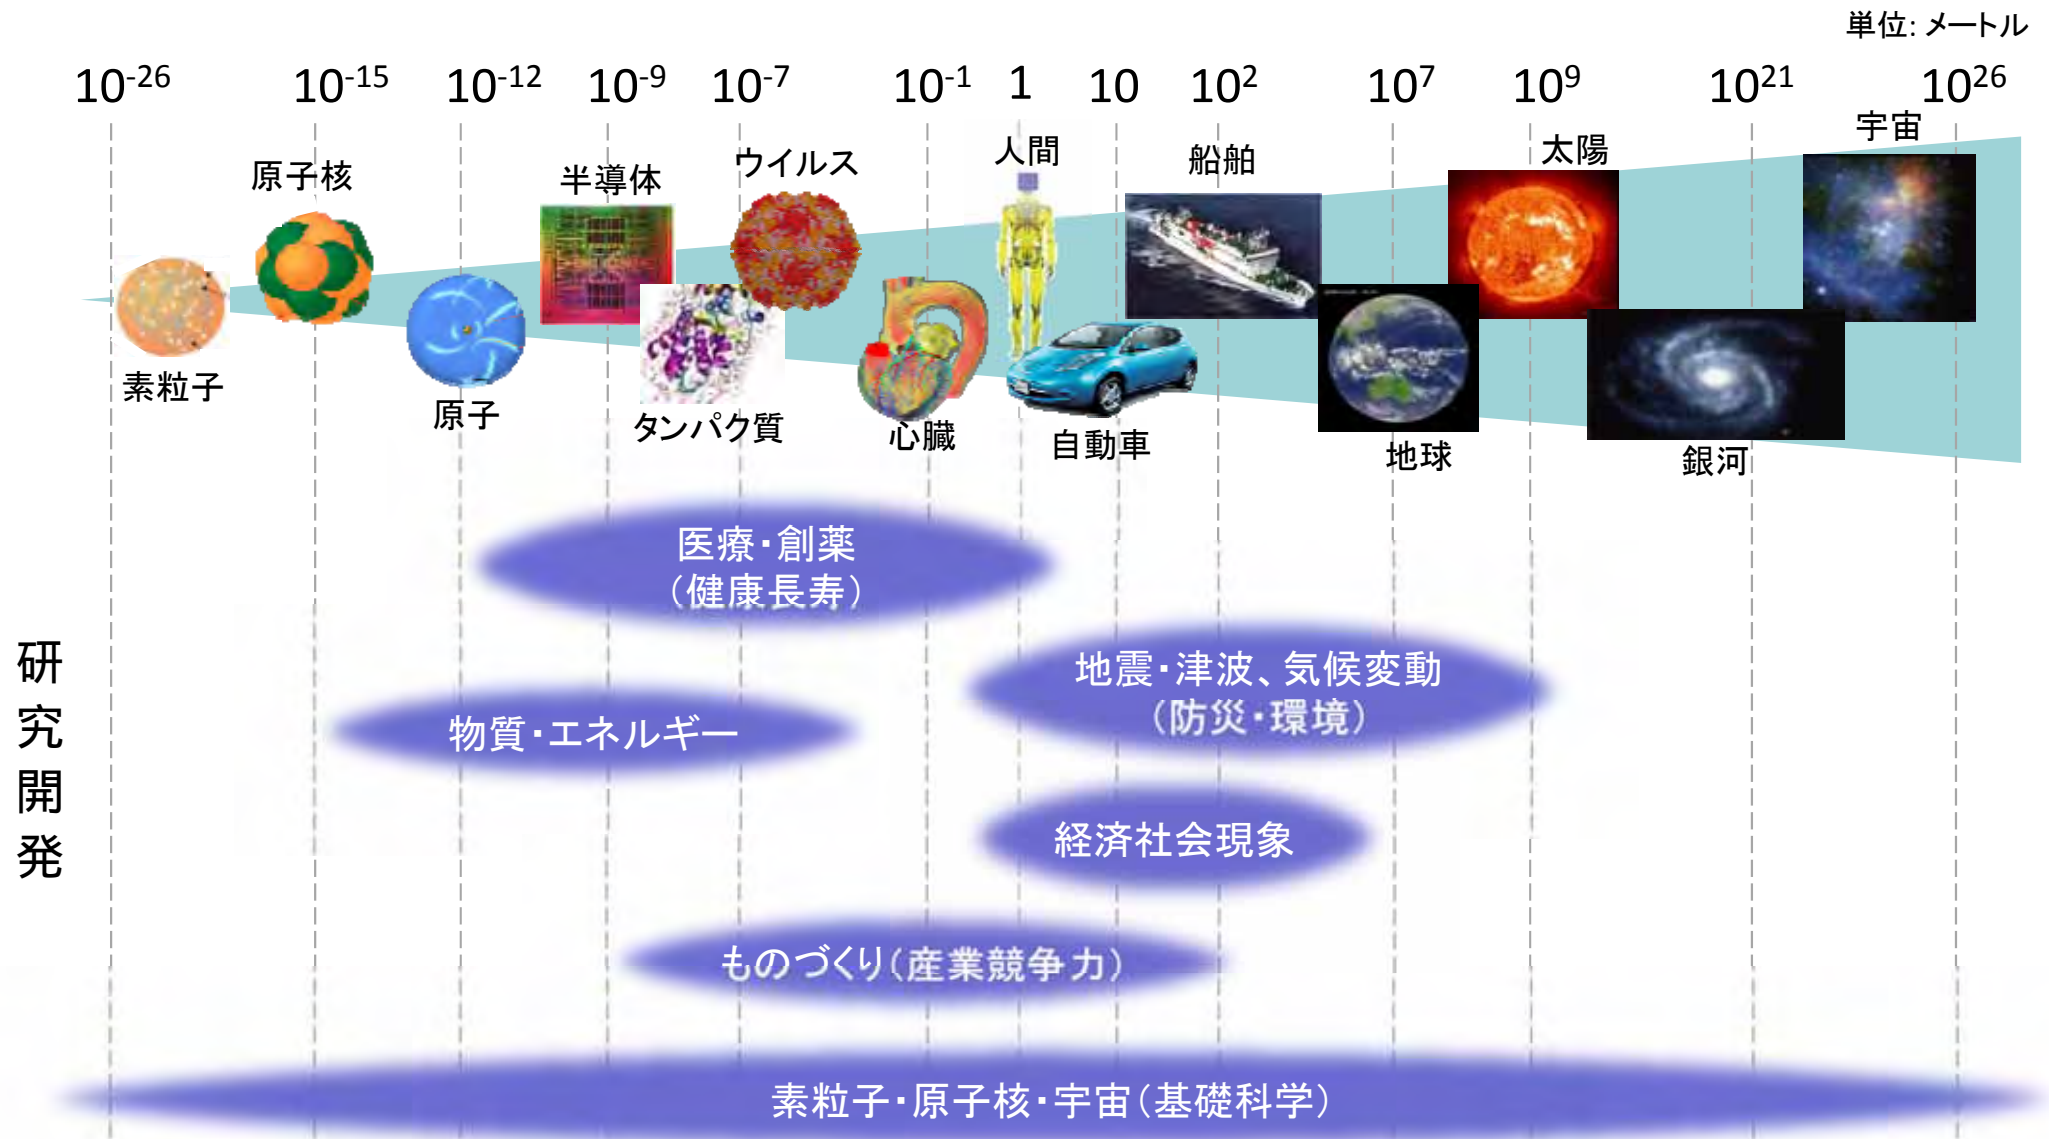 単位: メートル
10-26 10-15 10-12 10-9 10-7 10-1 1 10 102 107 109 1021 1026
宇宙
人間
太陽
ウイルス
船舶
原子核
半導体
素粒子
原子
タンパク質
心臓
自動車
地球
銀河
医療・創薬
(健康長寿)
地震・津波、気候変動
(防災・環境)
研究開発
物質・エネルギー
経済社会現象
ものづくり(産業競争力)
素粒子・原子核・宇宙(基礎科学)